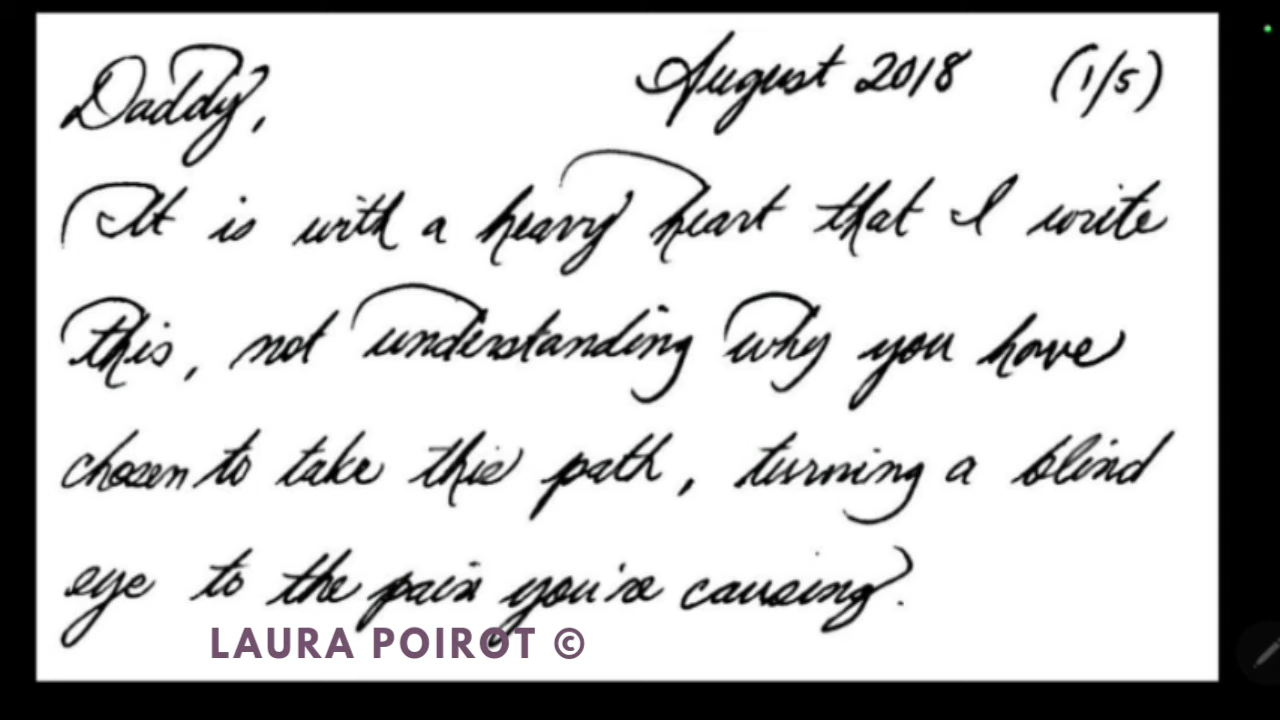 Daddy, August 2018 (1/5)
It is with a heavy heart that I write
this, not understanding why you have
chosen to take this path, turning a blind
eye to the pain you're causing.
LAURA POIROT ©